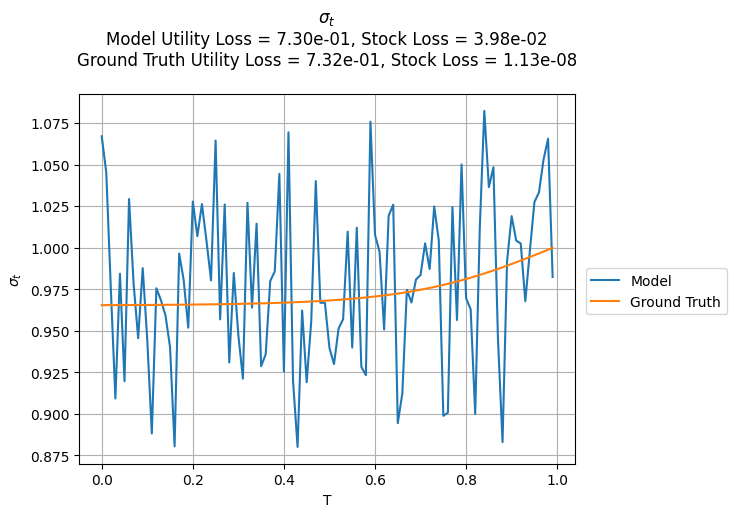 σt
Model Utility Loss = 7.30e-01, Stock Loss = 3.98e-02
Ground Truth Utility Loss = 7.32e-01, Stock Loss = 1.13e-08
1.075
1.050
1.025
1.000
0.975
0.950
0.925
0.900
0.875
σt
0.0 0.2 0.4 0.6 0.8 1.0
T
Model
Ground Truth